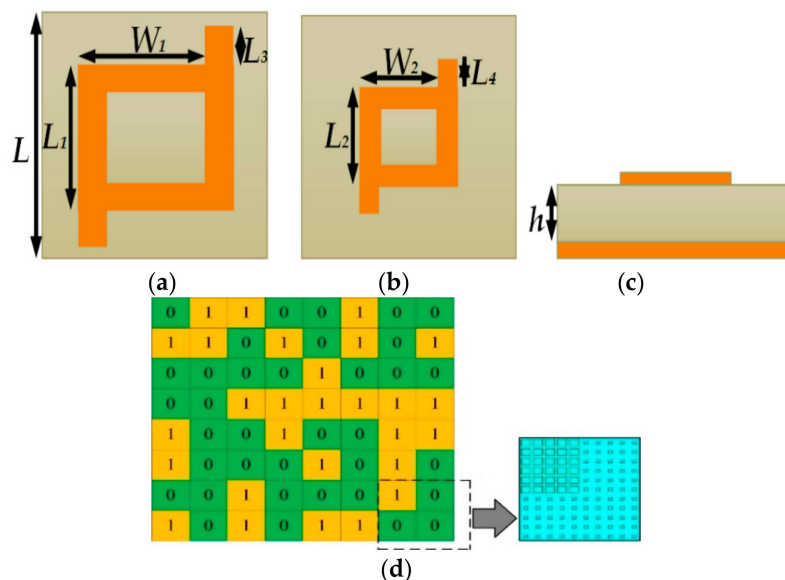 W1
L3
L1
L
W2
L4
L2
h
(a)
(b)
(c)
0 1 1 0 0 1 0 0
1 1 0 1 0 1 0 1
0 0 0 0 1 0 0 0
0 0 1 1 1 1 1 1
1 0 0 1 0 0 1 1
1 0 0 0 1 0 1 0
0 0 1 0 0 0 1 0
1 0 1 0 1 1 0 0
(d)